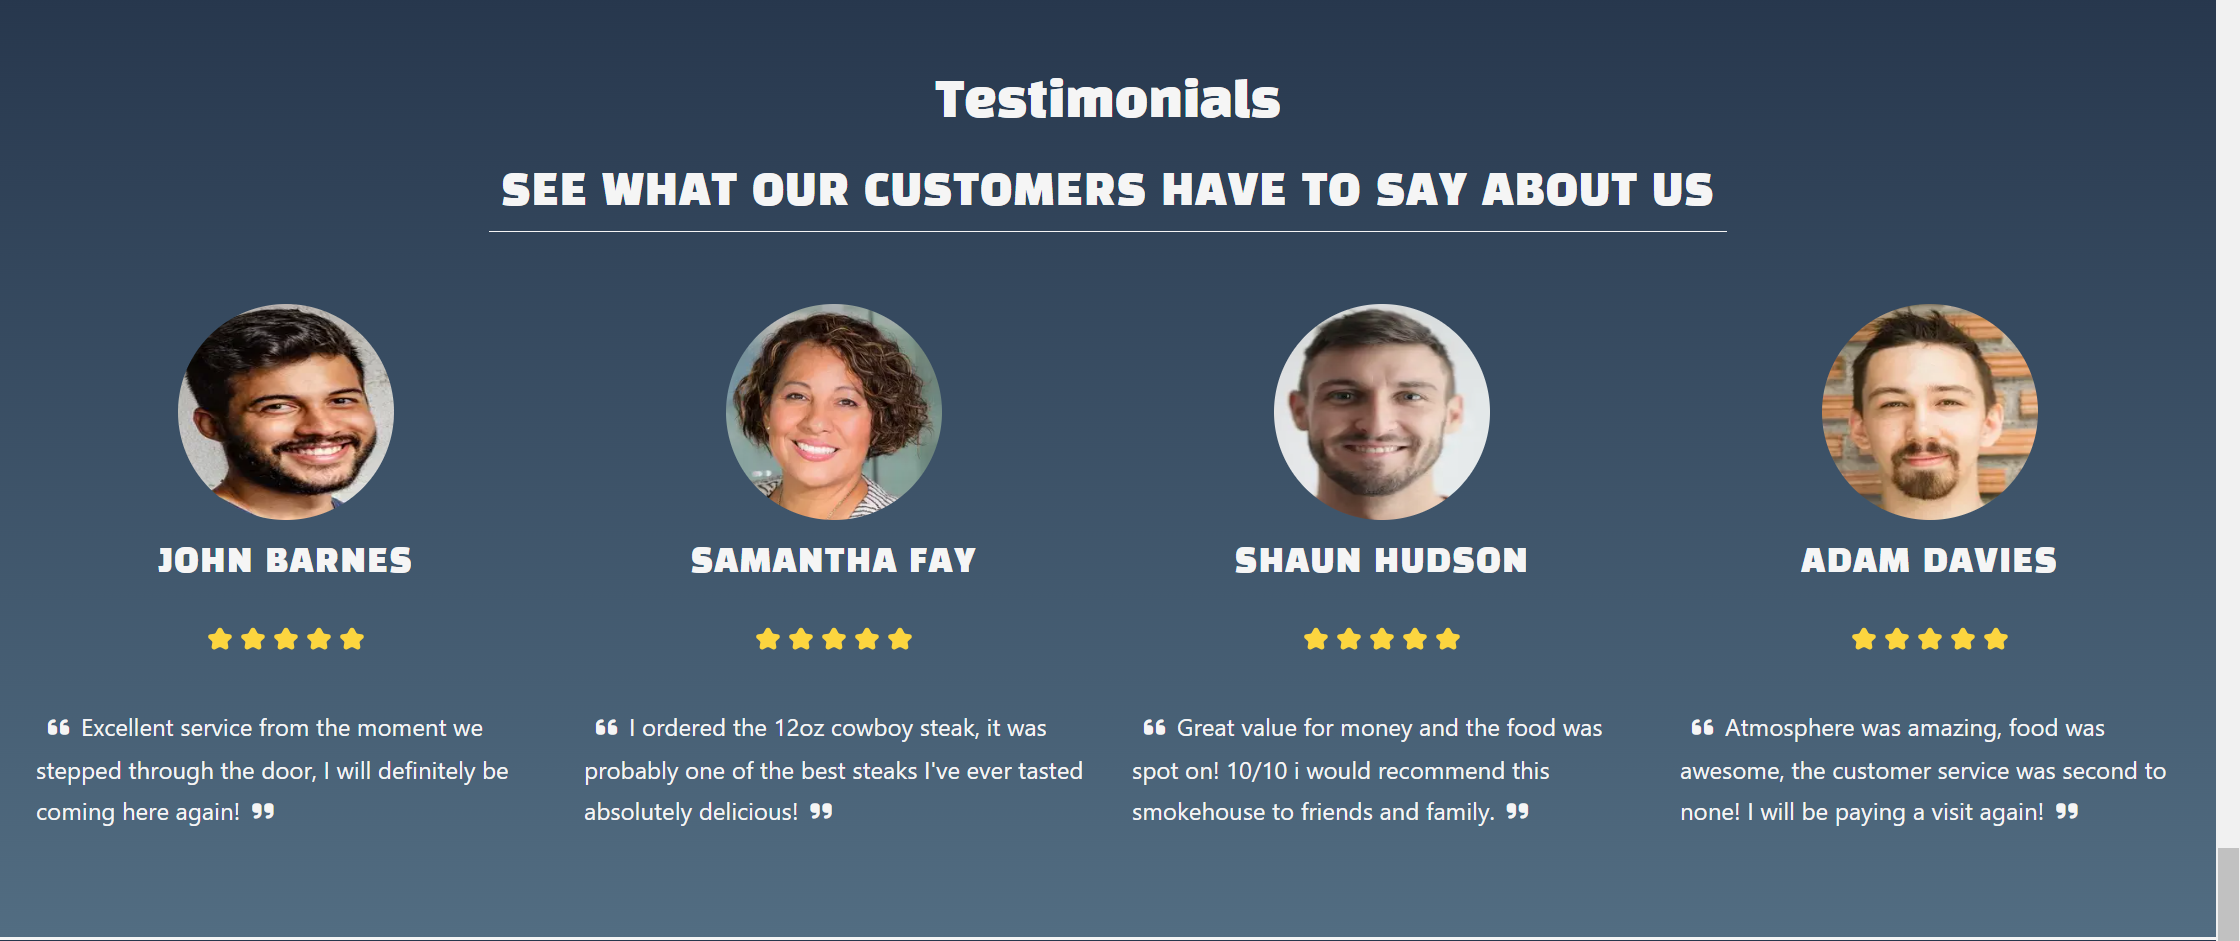 Testimonials
SEE WHAT OUR CUSTOMERS HAVE TO SAY ABOUT US
JOHN BARNES
❝ Excellent service from the moment we
stepped through the door, I will definitely be
coming here again! ❞
SAMANTHA FAY
❝ I ordered the 12oz cowboy steak, it was
probably one of the best steaks I've ever tasted
absolutely delicious! ❞
SHAUN HUDSON
❝ Great value for money and the food was
spot on! 10/10 i would recommend this
smokehouse to friends and family. ❞
ADAM DAVIES
❝ Atmosphere was amazing, food was
awesome, the customer service was second to
none! I will be paying a visit again! ❞